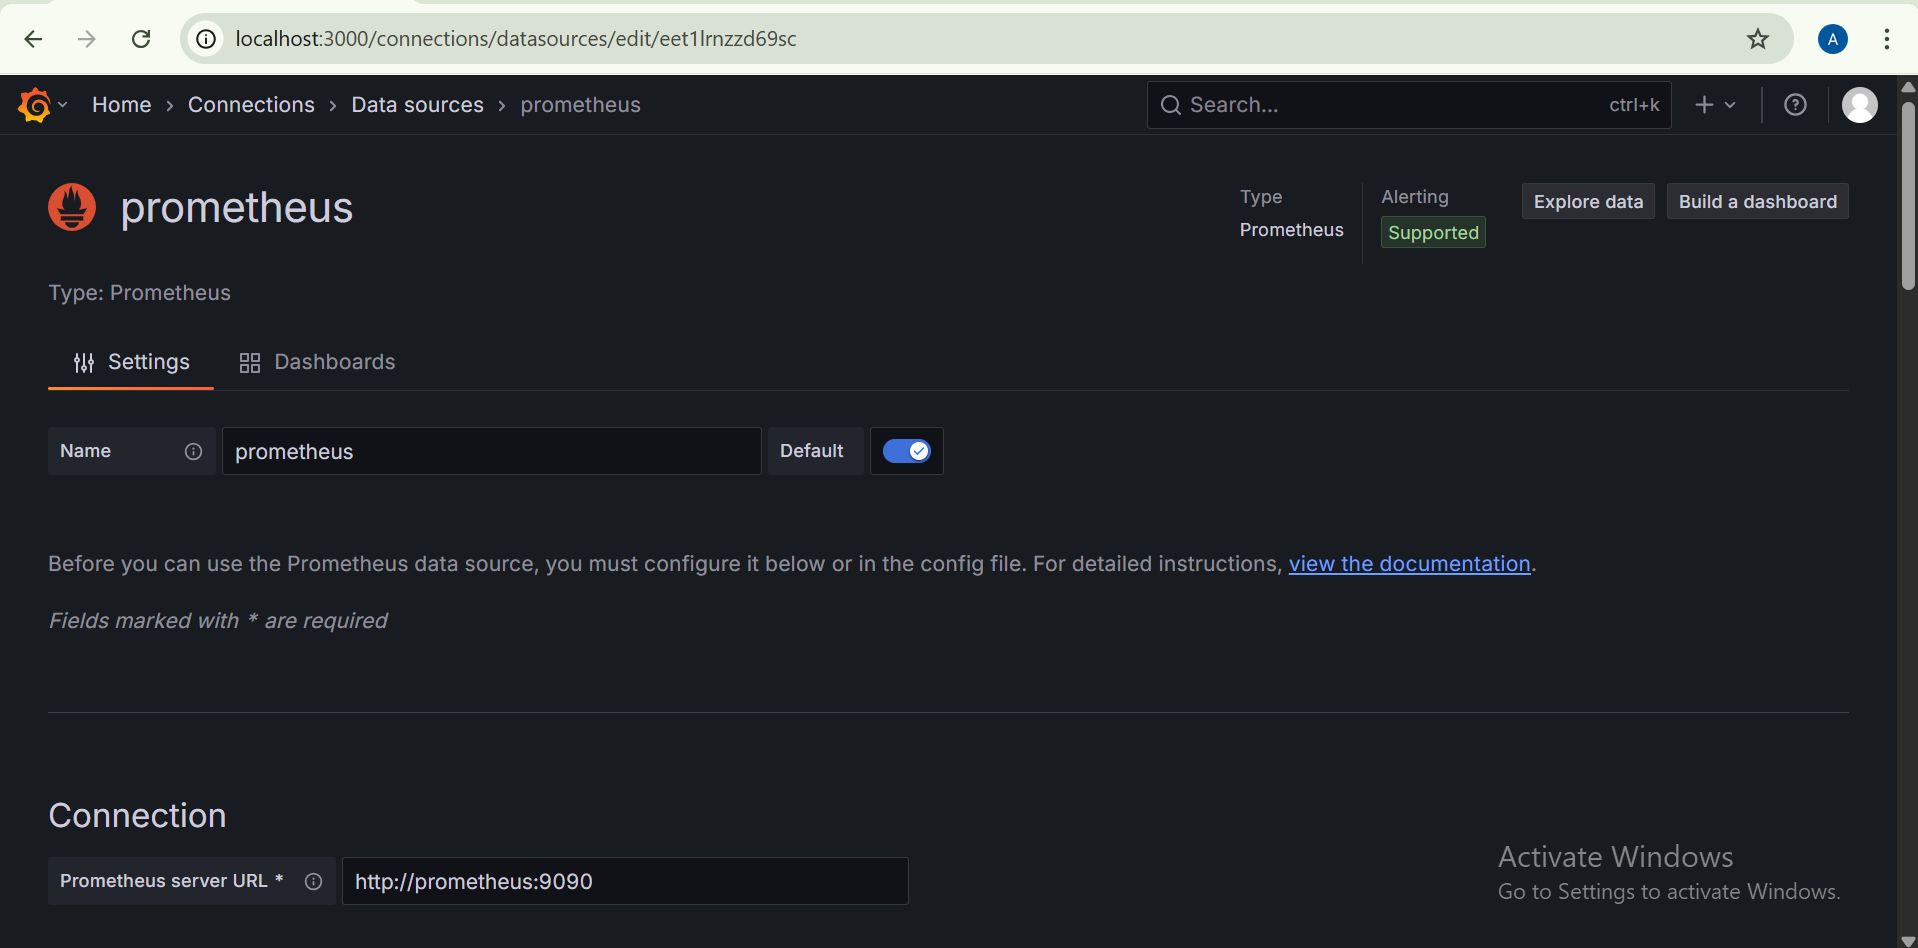 localhost:3000/connections/datasources/edit/eet1lrnzzd69sc
A
Home › Connections › Data sources › prometheus
Search... ctrl+k
prometheus
Type
Prometheus
Alerting
Supported
Explore data
Build a dashboard
Type: Prometheus
Settings
Dashboards
Name prometheus Default
Before you can use the Prometheus data source, you must configure it below or in the config file. For detailed instructions, view the documentation.
Fields marked with * are required
Connection
Prometheus server URL * http://prometheus:9090
Activate Windows
Go to Settings to activate Windows.